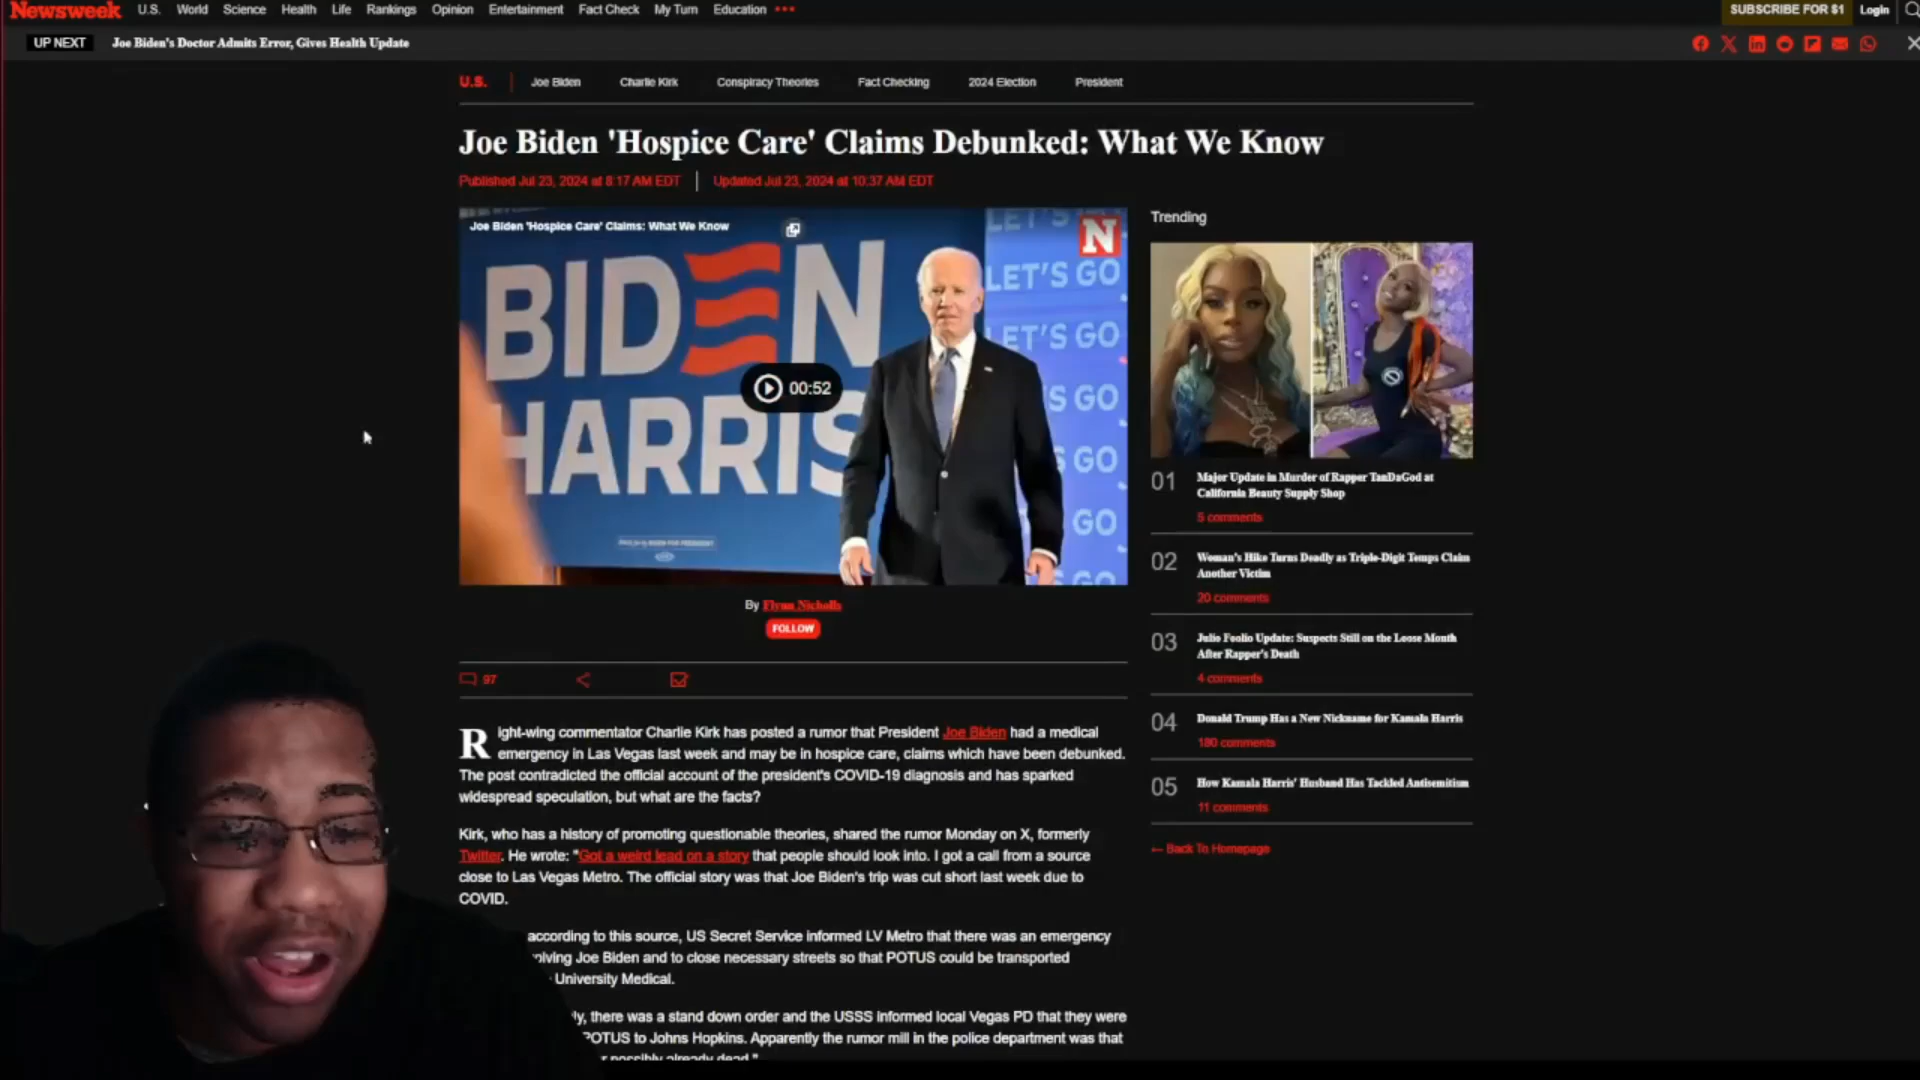 Newsweek U.S. World Science Health Life Rankings Opinion Entertainment Fact Check My Turn Education SUBSCRIBE FOR $1 Login
UP NEXT Joe Biden's Doctor Admits Error, Gives Health Update
U.S. Joe Biden Charlie Kirk Conspiracy Theories Fact Checking 2024 Election President
Joe Biden 'Hospice Care' Claims Debunked: What We Know
Published Jul 23, 2024 at 8:17 AM EDT | Updated Jul 23, 2024 at 10:37 AM EDT
Joe Biden 'Hospice Care' Claims: What We Know
N
BIDEN
HARRIS
LET'S GO
LET'S GO
LET'S GO
S GO
S GO
GO
GO
00:52
By Flynn Nicholls
FOLLOW
97
Right-wing commentator Charlie Kirk has posted a rumor that President Joe Biden had a medical
emergency in Las Vegas last week and may be in hospice care, claims which have been debunked.
The post contradicted the official account of the president's COVID-19 diagnosis and has sparked
widespread speculation, but what are the facts?
Kirk, who has a history of promoting questionable theories, shared the rumor Monday on X, formerly
Twitter. He wrote: "Got a weird lead on a story that people should look into. I got a call from a source
close to Las Vegas Metro. The official story was that Joe Biden's trip was cut short last week due to
COVID.
according to this source, US Secret Service informed LV Metro that there was an emergency
olving Joe Biden and to close necessary streets so that POTUS could be transported
University Medical.
ly, there was a stand down order and the USSS informed local Vegas PD that they were
POTUS to Johns Hopkins. Apparently the rumor mill in the police department was that
r possibly already dead."
Trending
01 Major Update in Murder of Rapper TanDaGod at
California Beauty Supply Shop
5 comments
02 Woman's Hike Turns Deadly as Triple-Digit Temps Claim
Another Victim
20 comments
03 Julio Foolio Update: Suspects Still on the Loose Month
After Rapper's Death
4 comments
04 Donald Trump Has a New Nickname for Kamala Harris
180 comments
05 How Kamala Harris' Husband Has Tackled Antisemitism
11 comments
← Back To Homepage